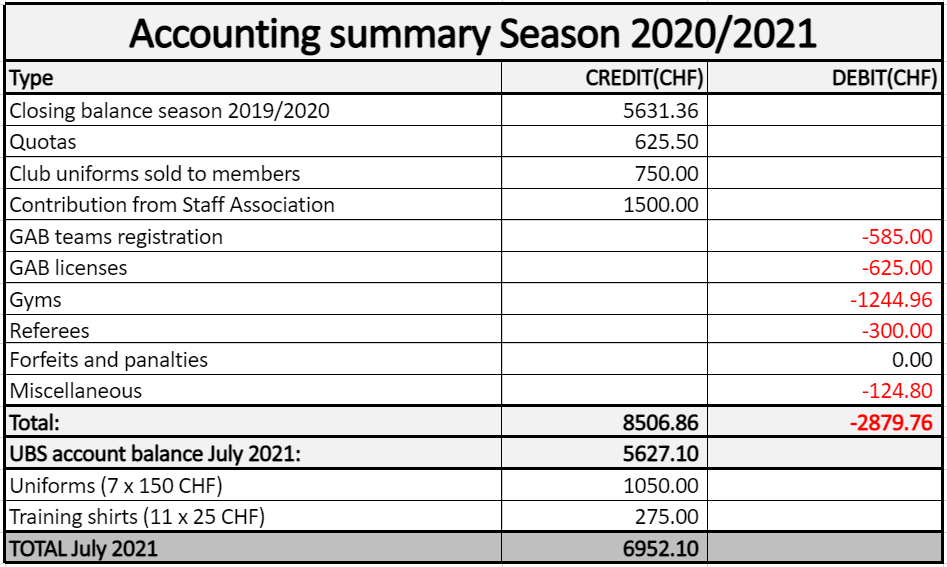 Accounting summary Season 2020/2021
Type CREDIT(CHF) DEBIT(CHF)
Closing balance season 2019/2020 5631.36
Quotas 625.50
Club uniforms sold to members 750.00
Contribution from Staff Association 1500.00
GAB teams registration -585.00
GAB licenses -625.00
Gyms -1244.96
Referees -300.00
Forfeits and panalties 0.00
Miscellaneous -124.80
Total: 8506.86 -2879.76
UBS account balance July 2021: 5627.10
Uniforms (7 x 150 CHF) 1050.00
Training shirts (11 x 25 CHF) 275.00
TOTAL July 2021 6952.10